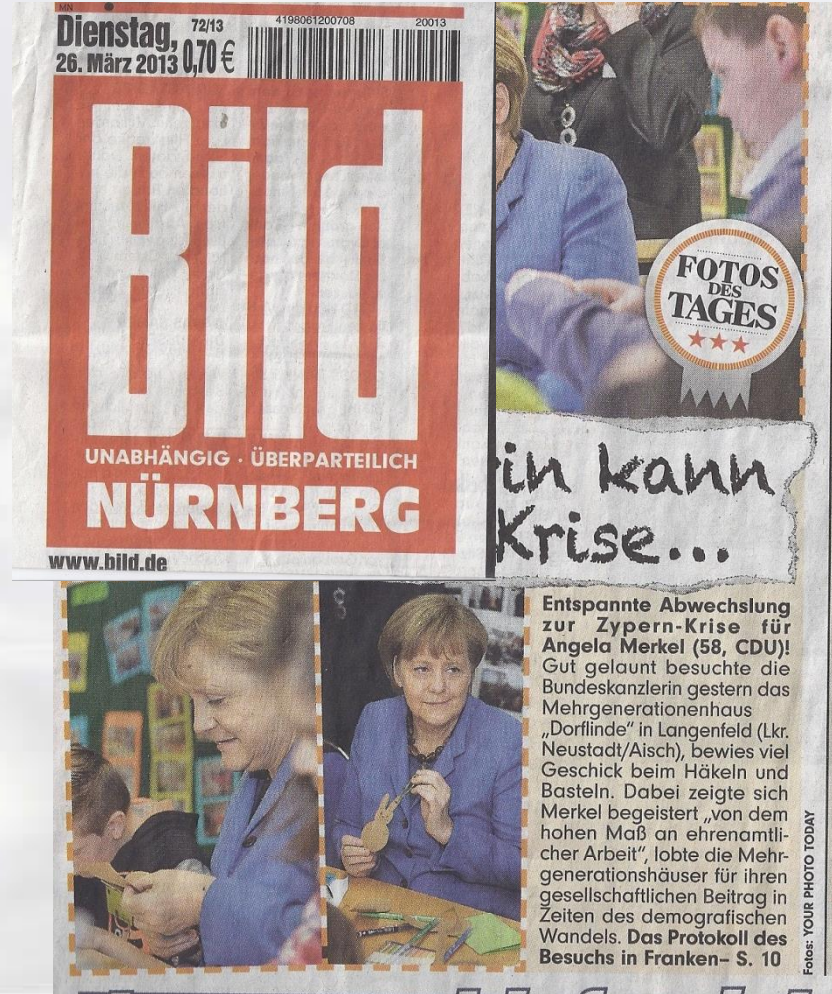 MN
Dienstag, 72/13
26. März 2013 0,70 €
4198061200708 20013
Bild
UNABHÄNGIG · ÜBERPARTEILICH
NÜRNBERG
www.bild.de
FOTOS
DES
TAGES
in kann
Krise...
Entspannte Abwechslung
zur Zypern-Krise für
Angela Merkel (58, CDU)!
Gut gelaunt besuchte die
Bundeskanzlerin gestern das
Mehrgenerationenhaus
„Dorflinde“ in Langenfeld (Lkr.
Neustadt/Aisch), bewies viel
Geschick beim Häkeln und
Basteln. Dabei zeigte sich
Merkel begeistert „von dem
hohen Maß an ehrenamtli-
cher Arbeit“, lobte die Mehr-
generationshäuser für ihren
gesellschaftlichen Beitrag in
Zeiten des demografischen
Wandels. Das Protokoll des
Besuchs in Franken– S. 10
Fotos: YOUR PHOTO TODAY